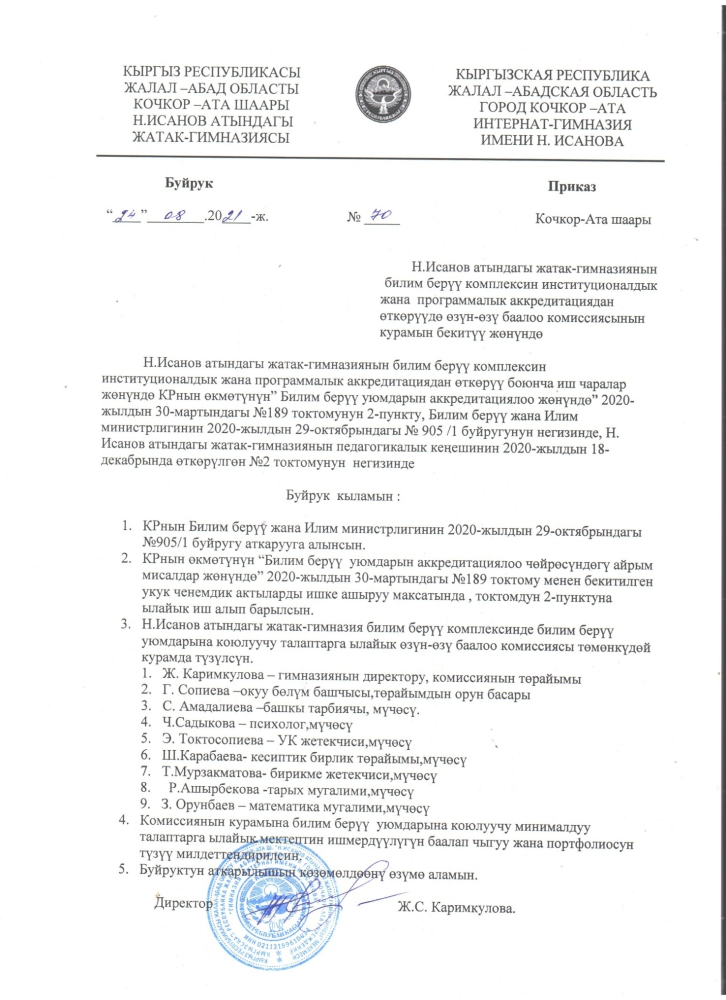 КЫРГЫЗ РЕСПУБЛИКАСЫ
ЖАЛАЛ –АБАД ОБЛАСТЫ
КОЧКОР –АТА ШААРЫ
Н.ИСАНОВ АТЫНДАГЫ
ЖАТАК-ГИМНАЗИЯСЫ
КЫРГЫЗ
РЕСПУБЛИКАСЫ
КЫРГЫЗСКАЯ РЕСПУБЛИКА
ЖАЛАЛ –АБАДСКАЯ ОБЛАСТЬ
ГОРОД КОЧКОР –АТА
ИНТЕРНАТ-ГИМНАЗИЯ
ИМЕНИ Н. ИСАНОВА
Буйрук
Приказ
“24” 08 .2021-ж. № 70 Кочкор-Ата шаары
Н.Исанов атындагы жатак-гимназиянын
билим берүү комплексин институционалдык
жана программалык аккредитациядан
өткөрүүдө өзүн-өзү баалоо комиссиясынын
курамын бекитүү жөнүндө
Н.Исанов атындагы жатак-гимназиянын билим берүү комплексин
институционалдык жана программалык аккредитациядан өткөрүү боюнча иш чаралар
жөнүндө КРнын өкмөтүнүн” Билим берүү уюмдарын аккредитациялоо жөнүндө” 2020-
жылдын 30-мартындагы №189 токтомунун 2-пункту, Билим берүү жана Илим
министрлигинин 2020-жылдын 29-октябрындагы № 905 /1 буйругунун негизинде, Н.
Исанов атындагы жатак-гимназиянын педагогикалык кеңешинин 2020-жылдын 18-
декабрында өткөрүлгөн №2 токтомунун негизинде
Буйрук кыламын :
1. КРнын Билим берүү жана Илим министрлигинин 2020-жылдын 29-октябрындагы
№905/1 буйругу аткарууга алынсын.
2. КРнын өкмөтүнүн “Билим берүү уюмдарын аккредитациялоо чөйрөсүндөгү айрым
мисалдар жөнүндө” 2020-жылдын 30-мартындагы №189 токтому менен бекитилген
укук ченемдик актыларды ишке ашыруу максатында , токтомдун 2-пунктуна
ылайык иш алып барылсын.
3. Н.Исанов атындагы жатак-гимназия билим берүү комплексинде билим берүү
уюмдарына коюлуучу талаптарга ылайык өзүн-өзү баалоо комиссиясы төмөнкүдөй
курамда түзүлсүн.
1. Ж. Каримкулова – гимназиянын директору, комиссиянын төрайымы
2. Г. Сопиева –окуу бөлүм башчысы,төрайымдын орун басары
3. С. Амадалиева –башкы тарбиячы, мүчөсү.
4. Ч.Садыкова – психолог,мүчөсү
5. Э. Токтосопиева – УК жетекчиси,мүчөсү
6. Ш.Карабаева- кесиптик бирлик төрайымы,мүчөсү
7. Т.Мурзакматова- бирикме жетекчиси,мүчөсү
8. Р.Ашырбекова -тарых мугалими,мүчөсү
9. З. Орунбаев – математика мугалими,мүчөсү
4. Комиссиянын курамына билим берүү уюмдарына коюлуучу минималдуу
талаптарга ылайык мектептин ишмердүүлүгүн баалап чыгуу жана портфолиосун
түзүү милдеттендирилсин.
5. Буйруктун аткарылышын көзөмөлдөөнү өзүмө аламын.
Директор Ж.С. Каримкулова.
ИНН 02112199610034